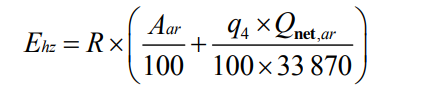 E_hz = R × ( A_ar / 100 + q_4 × Q_net,ar / 100 × 33 870 )